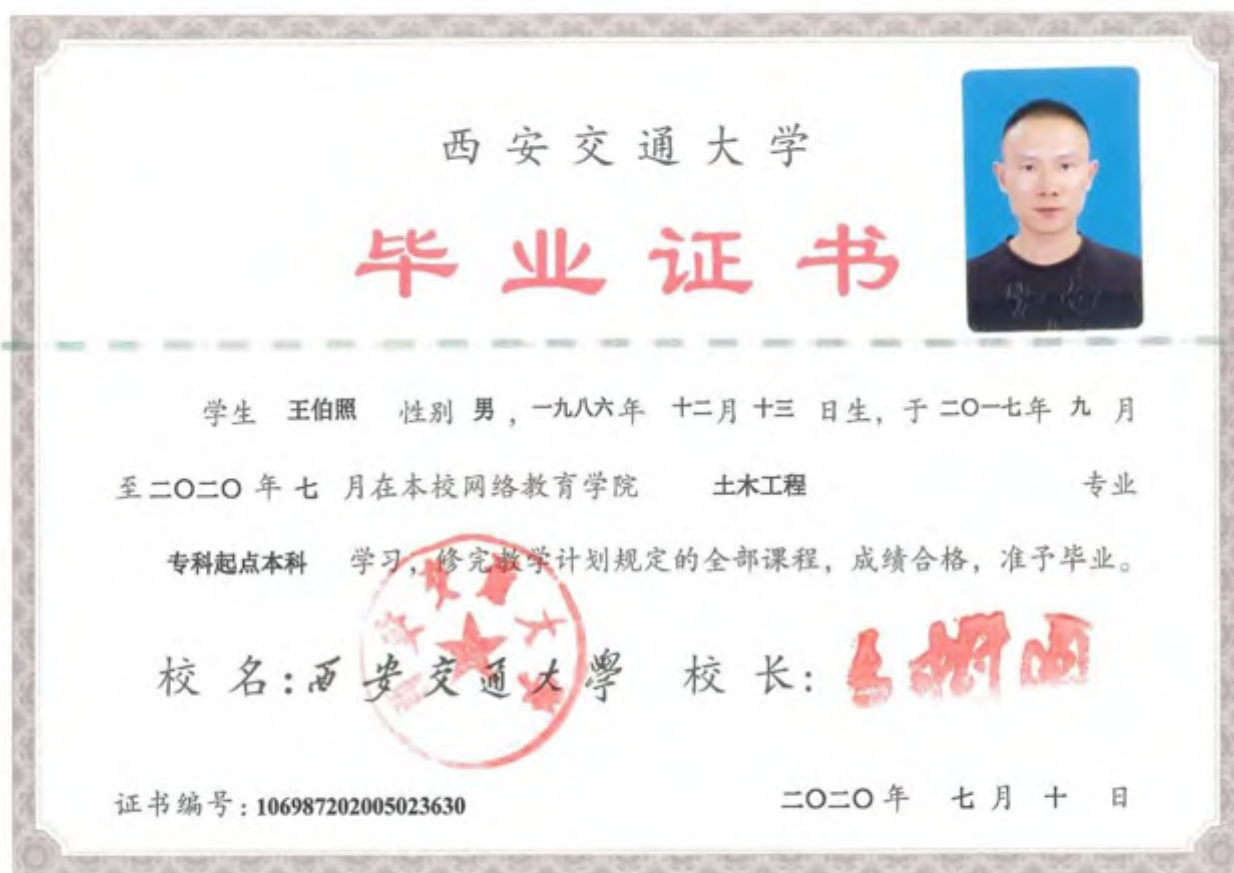 西安交通大学
毕业证书
学生 王伯照 性别 男，一九八六年 十二月 十三 日生，于二〇一七年 九 月
至二〇二〇 年 七 月在本校网络教育学院 土木工程 专业
专科起点本科 学习，修完教学计划规定的全部课程，成绩合格，准予毕业。
校 名：西安交通大學 校 长：
证书编号：106987202005023630 二〇二〇 年 七 月 十 日